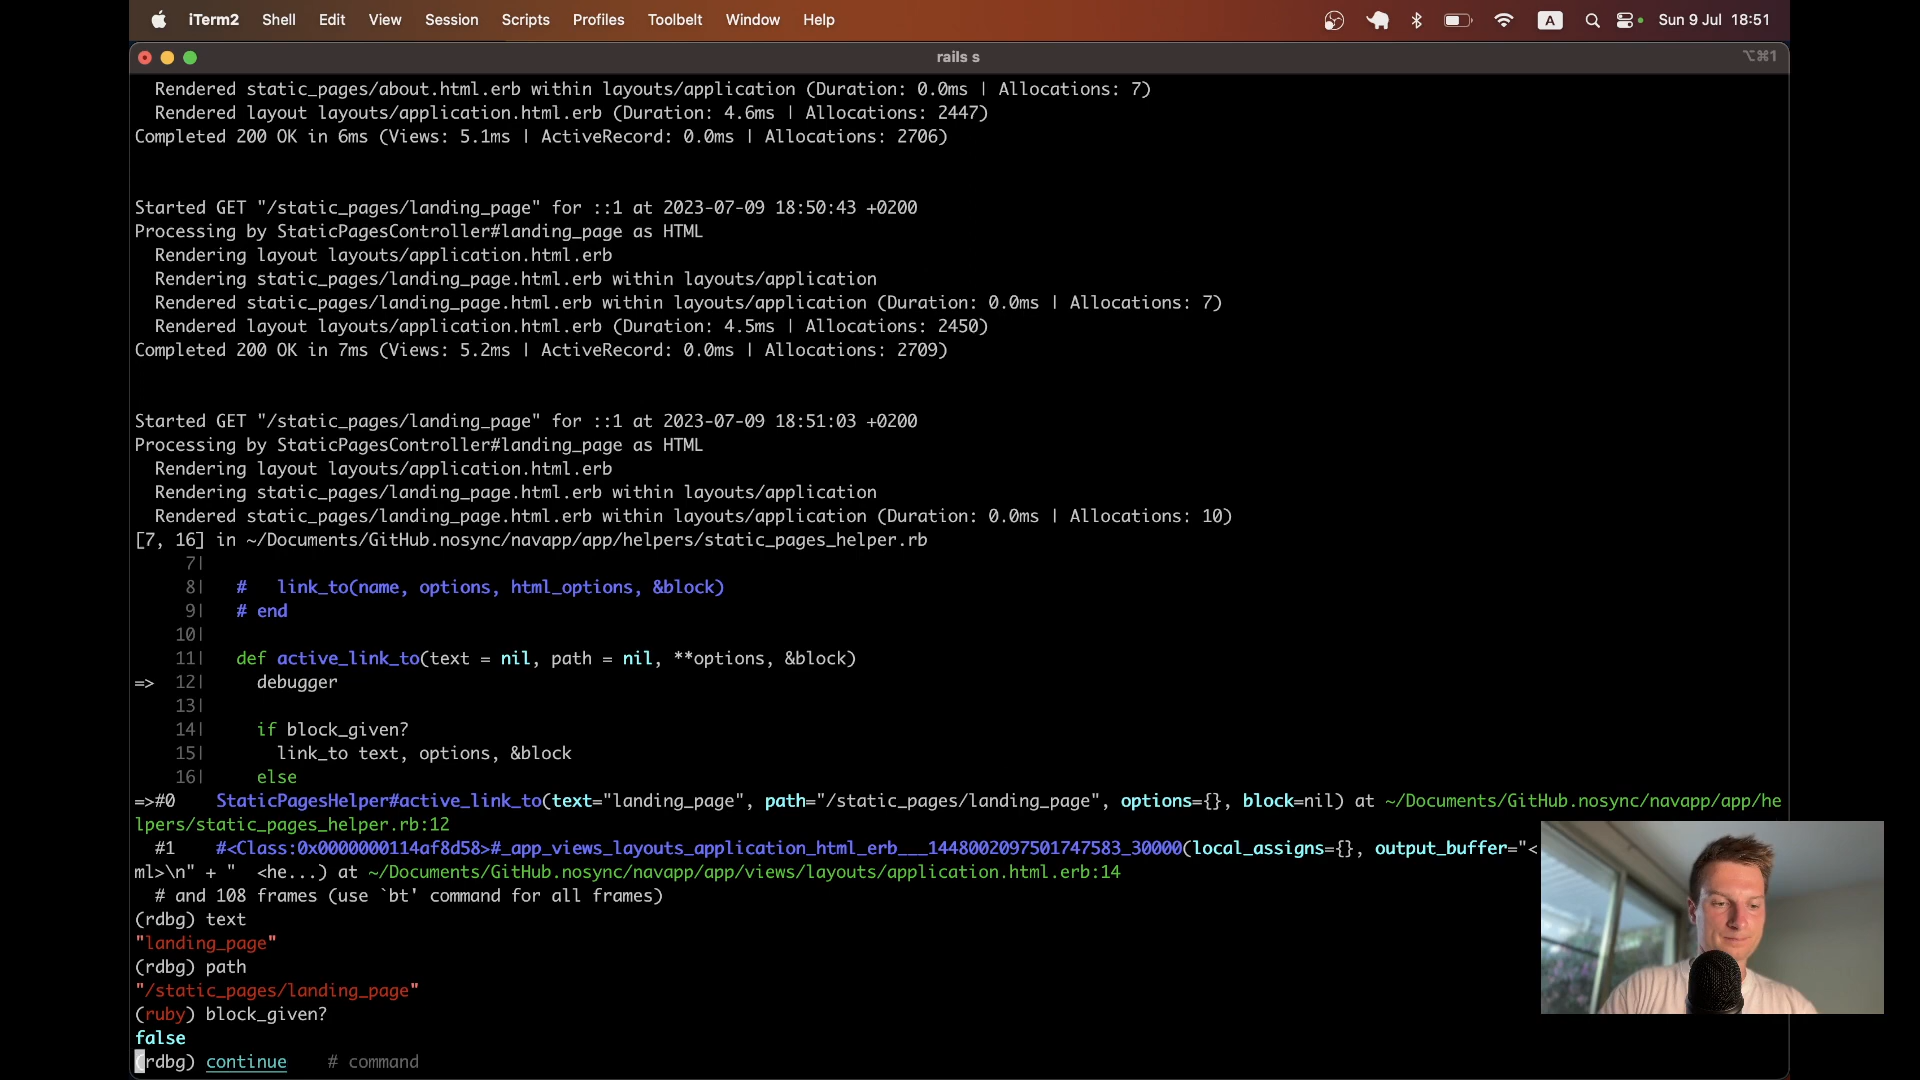 iTerm2 Shell Edit View Session Scripts Profiles Toolbelt Window Help A Sun 9 Jul 18:51
rails s ⌥⌘1
Rendered static_pages/about.html.erb within layouts/application (Duration: 0.0ms | Allocations: 7)
Rendered layout layouts/application.html.erb (Duration: 4.6ms | Allocations: 2447)
Completed 200 OK in 6ms (Views: 5.1ms | ActiveRecord: 0.0ms | Allocations: 2706)
Started GET "/static_pages/landing_page" for ::1 at 2023-07-09 18:50:43 +0200
Processing by StaticPagesController#landing_page as HTML
Rendering layout layouts/application.html.erb
Rendering static_pages/landing_page.html.erb within layouts/application
Rendered static_pages/landing_page.html.erb within layouts/application (Duration: 0.0ms | Allocations: 7)
Rendered layout layouts/application.html.erb (Duration: 4.5ms | Allocations: 2450)
Completed 200 OK in 7ms (Views: 5.2ms | ActiveRecord: 0.0ms | Allocations: 2709)
Started GET "/static_pages/landing_page" for ::1 at 2023-07-09 18:51:03 +0200
Processing by StaticPagesController#landing_page as HTML
Rendering layout layouts/application.html.erb
Rendering static_pages/landing_page.html.erb within layouts/application
Rendered static_pages/landing_page.html.erb within layouts/application (Duration: 0.0ms | Allocations: 10)
[7, 16] in ~/Documents/GitHub.nosync/navapp/app/helpers/static_pages_helper.rb
7|
8| # link_to(name, options, html_options, &block)
9| # end
10|
11| def active_link_to(text = nil, path = nil, **options, &block)
=> 12| debugger
13|
14| if block_given?
15| link_to text, options, &block
16| else
=>#0 StaticPagesHelper#active_link_to(text="landing_page", path="/static_pages/landing_page", options={}, block=nil) at ~/Documents/GitHub.nosync/navapp/app/he
lpers/static_pages_helper.rb:12
#1 #<Class:0x0000000114af8d58>#_app_views_layouts_application_html_erb___1448002097501747583_30000(local_assigns={}, output_buffer="<
ml>\n" + " <he...) at ~/Documents/GitHub.nosync/navapp/app/views/layouts/application.html.erb:14
# and 108 frames (use `bt' command for all frames)
(rdbg) text
"landing_page"
(rdbg) path
"/static_pages/landing_page"
(ruby) block_given?
false
(rdbg) continue # command